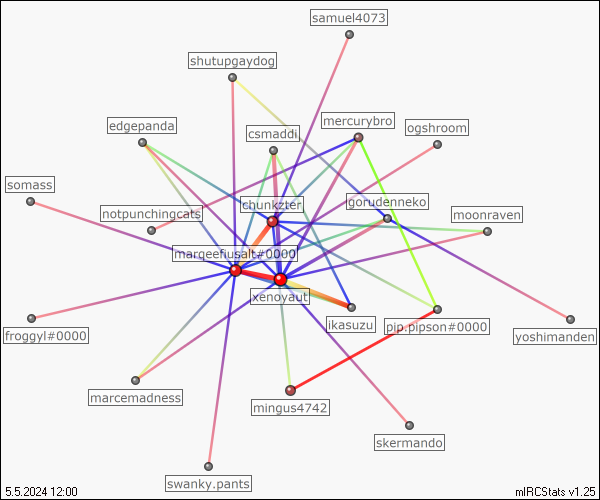 samuel4073
shutupgaydog
edgepanda
csmaddi
mercurybro
ogshroom
somass
notpunchingcats
chunkzter
gorudenneko
moonraven
margeefusalt#0000
xenoyaut
froggyl#0000
ikasuzu
pip.pipson#0000
yoshimanden
marcemadness
mingus4742
skermando
swanky.pants
5.5.2024 12:00
mIRCStats v1.25